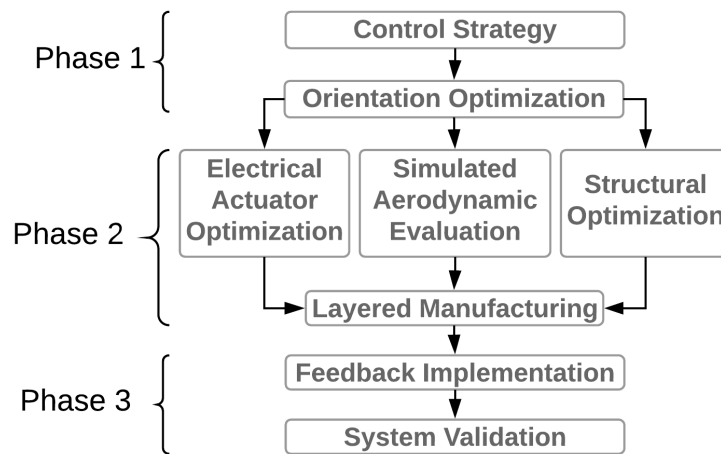 Control Strategy
Phase 1
Orientation Optimization
Electrical
Actuator
Optimization
Simulated
Aerodynamic
Evaluation
Structural
Optimization
Phase 2
Layered Manufacturing
Feedback Implementation
Phase 3
System Validation